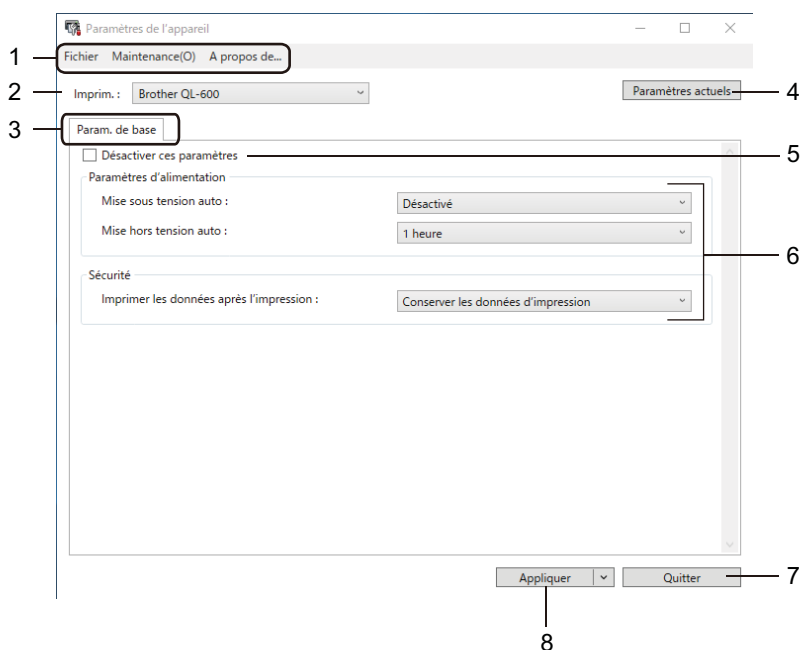 Paramètres de l'appareil
1
Fichier Maintenance(O) A propos de...
2
Imprim. : Brother QL-600
Paramètres actuels
4
3
Param. de base
Désactiver ces paramètres
5
Paramètres d'alimentation
Mise sous tension auto : Désactivé
Mise hors tension auto : 1 heure
6
Sécurité
Imprimer les données après l'impression : Conserver les données d'impression
Appliquer
Quitter
7
8